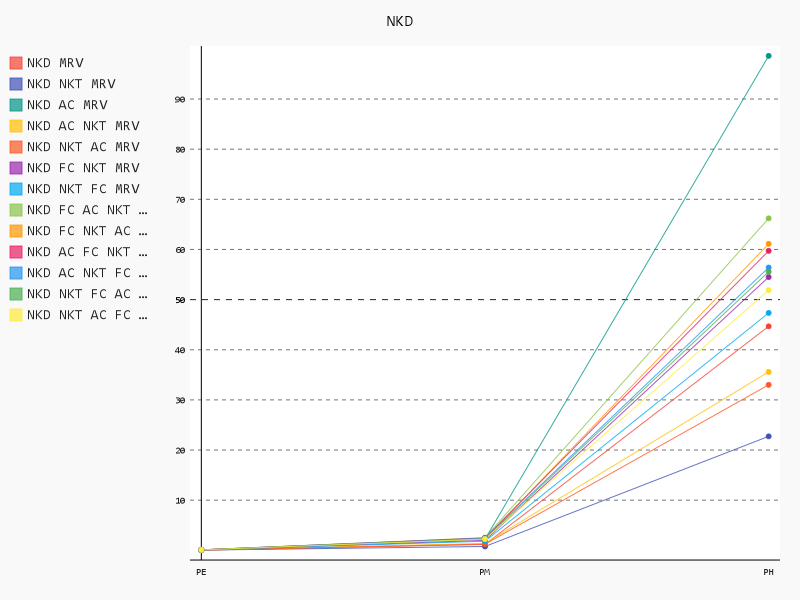 NKD
NKD MRV
NKD NKT MRV
NKD AC MRV
NKD AC NKT MRV
NKD NKT AC MRV
NKD FC NKT MRV
NKD NKT FC MRV
NKD FC AC NKT …
NKD FC NKT AC …
NKD AC FC NKT …
NKD AC NKT FC …
NKD NKT FC AC …
NKD NKT AC FC …
90
80
70
60
50
40
30
20
10
PE PM PH